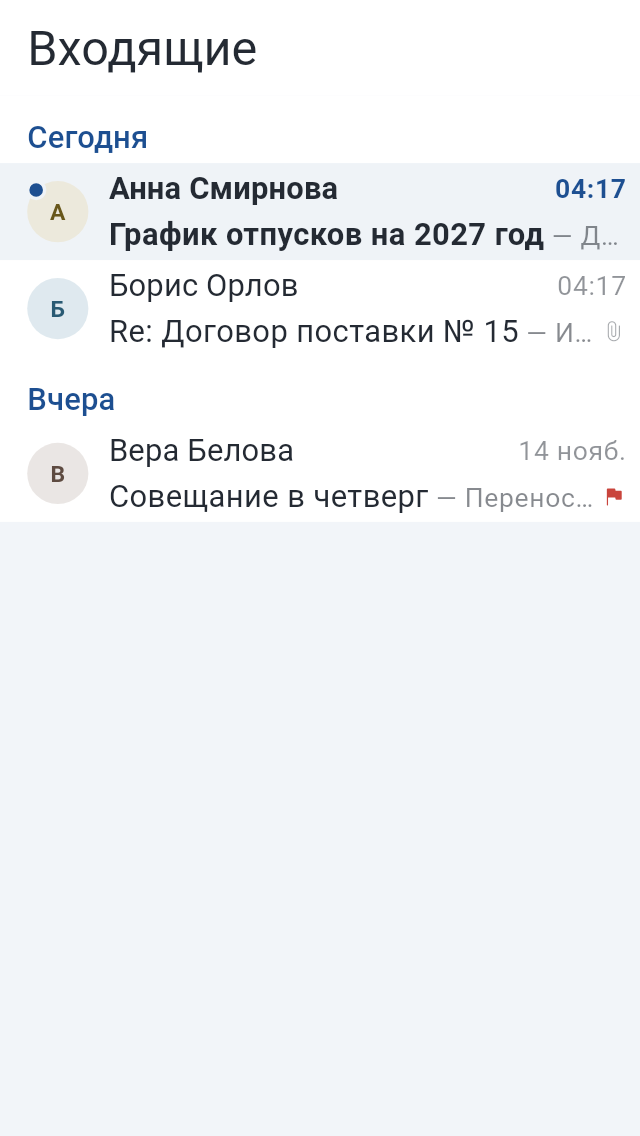 Входящие
Сегодня
А
Анна Смирнова 04:17
График отпусков на 2027 год — Д...
Б
Борис Орлов 04:17
Re: Договор поставки № 15 — И...
Вчера
В
Вера Белова 14 нояб.
Совещание в четверг — Перенос...